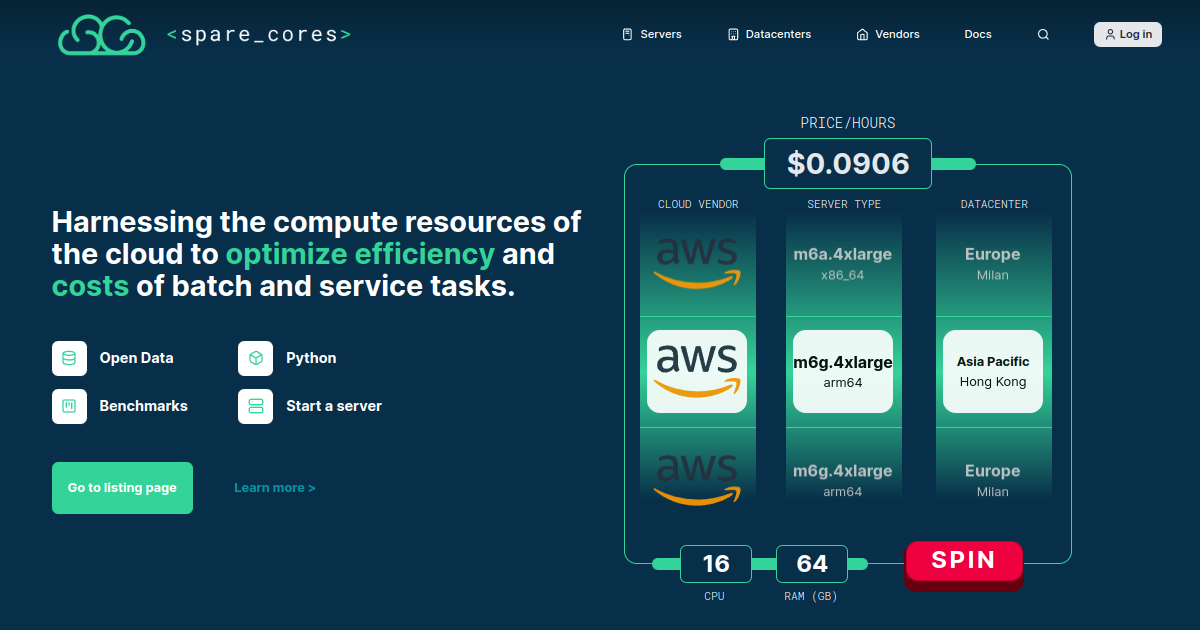 <spare_cores>
Servers
Datacenters
Vendors
Docs
Log in
Harnessing the compute resources of
the cloud to optimize efficiency and
costs of batch and service tasks.
Open Data
Python
Benchmarks
Start a server
Go to listing page
Learn more >
PRICE/HOURS
$0.0906
CLOUD VENDOR
SERVER TYPE
DATACENTER
aws
m6a.4xlarge
x86_64
Europe
Milan
aws
m6g.4xlarge
arm64
Asia Pacific
Hong Kong
aws
m6g.4xlarge
arm64
Europe
Milan
16
64
SPIN
CPU
RAM (GB)